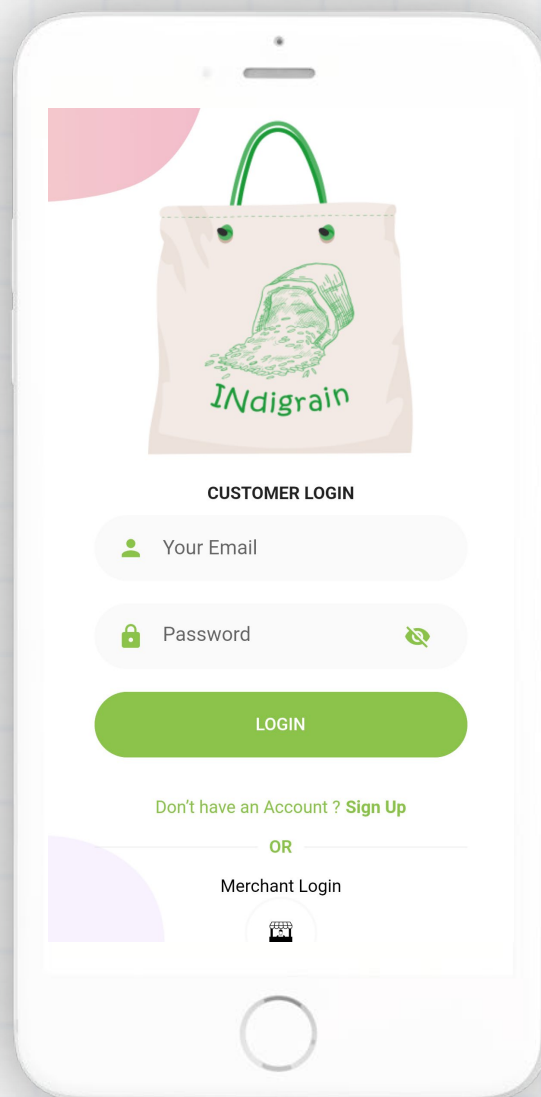 INdigrain
CUSTOMER LOGIN
Your Email
Password
LOGIN
Don't have an Account ? Sign Up
OR
Merchant Login